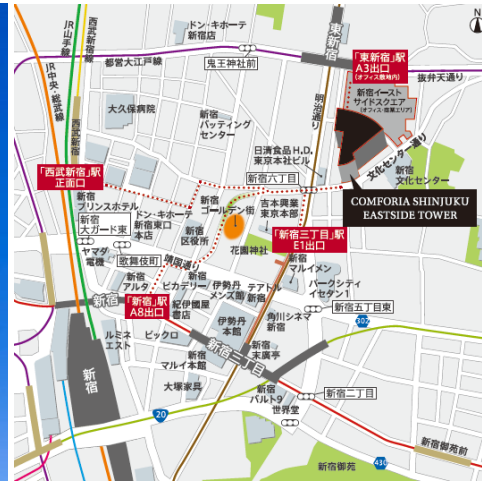 N
ドン・キホーテ
新宿店
JR山手線
西武新宿線
JR中央・総武線
都営大江戸線
鬼王神社前
東新宿
「東新宿」駅
A3出口
(オフィス敷地内)
抜弁天通り
西武新宿
大久保病院
新宿
バッティング
センター
明治通り
新宿イースト
サイドスクエア
(オフィス・商業エリア)
日清食品H.D.
東京本社ビル
文化センター通り
新宿
文化センター
「西武新宿」駅
正面口
新宿六丁目
COMFORIA SHINJUKU
EASTSIDE TOWER
新宿
プリンスホテル
新宿
大ガード東
ドン・キホーテ
新宿東口
本店
新宿
ゴールデン街
新宿
区役所
吉本興業
東京本部
花園神社
「新宿三丁目」駅
E1出口
ヤマダ
電機
歌舞伎町
靖国通り
新宿
新宿
アルタ
新宿
ピカデリー
伊勢丹
メンズ館
テアトル
新宿
新宿
マルイメン
パークシティ
イセタン1
「新宿」駅
A8出口
紀伊國屋
書店
伊勢丹
本館
角川シネマ
新宿
新宿五丁目東
302
ルミネ
エスト
ビックロ
新宿三丁目
新宿
末廣亭
新宿
マルイ本館
新宿
大塚家具
新宿
バルト9
世界堂
新宿二丁目
20
新宿御苑前
新宿御苑
430